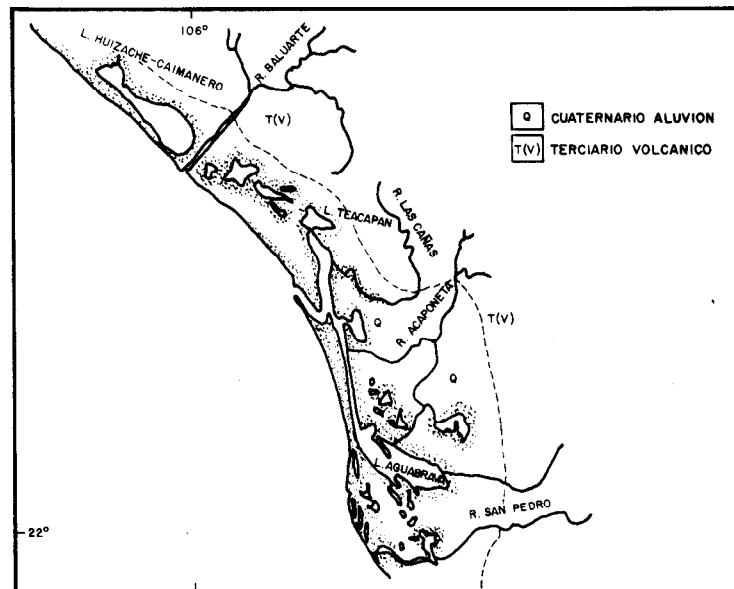 106°
L. HUIZACHE-CAIMANERO
R. BALUARTE
T(V)
Q CUATERNARIO ALUVION
T(V) TERCIARIO VOLCANICO
L. TEACAPAN
R. LAS CAÑAS
R. ACAPONETA
Q
T(V)
Q
L. AGUABRAVA
R. SAN PEDRO
22°